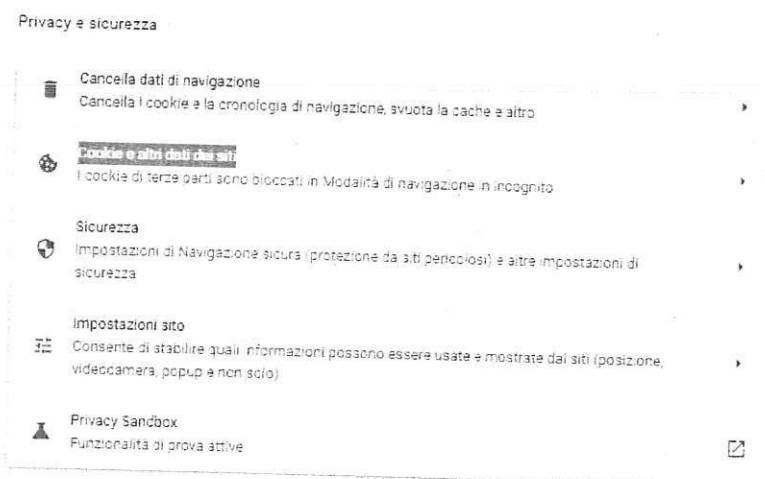 Privacy e sicurezza
Cancella dati di navigazione
Cancella i cookie e la cronologia di navigazione, svuota la cache e altro
Cookie e altri dati dei siti
I cookie di terze parti sono bloccati in Modalità di navigazione in incognito
Sicurezza
Impostazioni di Navigazione sicura (protezione da siti pericolosi) e altre impostazioni di
sicurezza
Impostazioni sito
Consente di stabilire quali informazioni possono essere usate e mostrate dai siti (posizione,
videocamera, popup e non solo)
Privacy Sandbox
Funzionalità di prova attive